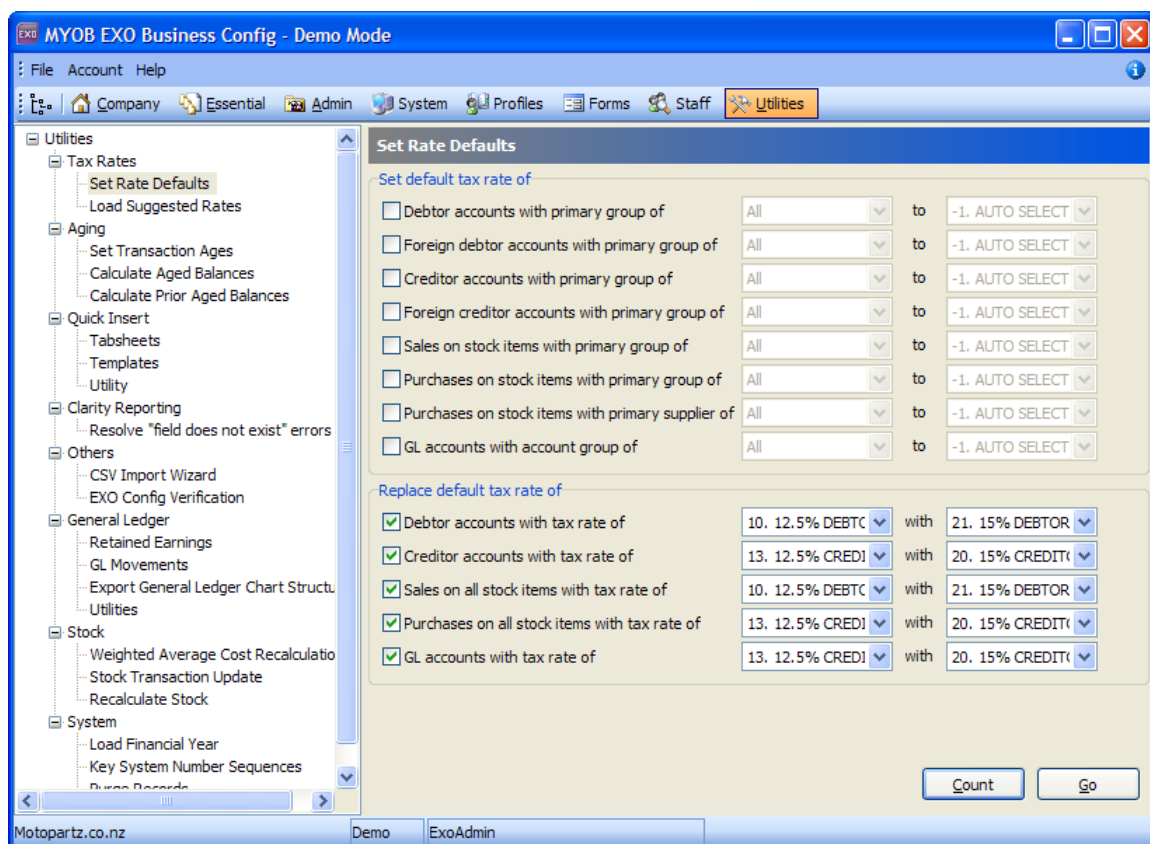 EXO MYOB EXO Business Config - Demo Mode
File Account Help
Company Essential Admin System Profiles Forms Staff Utilities
Utilities
Tax Rates
Set Rate Defaults
Load Suggested Rates
Aging
Set Transaction Ages
Calculate Aged Balances
Calculate Prior Aged Balances
Quick Insert
Tabsheets
Templates
Utility
Clarity Reporting
Resolve "field does not exist" errors
Others
CSV Import Wizard
EXO Config Verification
General Ledger
Retained Earnings
GL Movements
Export General Ledger Chart Structu
Utilities
Stock
Weighted Average Cost Recalculatio
Stock Transaction Update
Recalculate Stock
System
Load Financial Year
Key System Number Sequences
Purge Records
Set Rate Defaults
Set default tax rate of
Debtor accounts with primary group of All to -1. AUTO SELECT
Foreign debtor accounts with primary group of All to -1. AUTO SELECT
Creditor accounts with primary group of All to -1. AUTO SELECT
Foreign creditor accounts with primary group of All to -1. AUTO SELECT
Sales on stock items with primary group of All to -1. AUTO SELECT
Purchases on stock items with primary group of All to -1. AUTO SELECT
Purchases on stock items with primary supplier of All to -1. AUTO SELECT
GL accounts with account group of All to -1. AUTO SELECT
Replace default tax rate of
Debtor accounts with tax rate of 10. 12.5% DEBTC with 21. 15% DEBTOR
Creditor accounts with tax rate of 13. 12.5% CREDI with 20. 15% CREDITO
Sales on all stock items with tax rate of 10. 12.5% DEBTC with 21. 15% DEBTOR
Purchases on all stock items with tax rate of 13. 12.5% CREDI with 20. 15% CREDITO
GL accounts with tax rate of 13. 12.5% CREDI with 20. 15% CREDITO
Count Go
Motopartz.co.nz Demo ExoAdmin